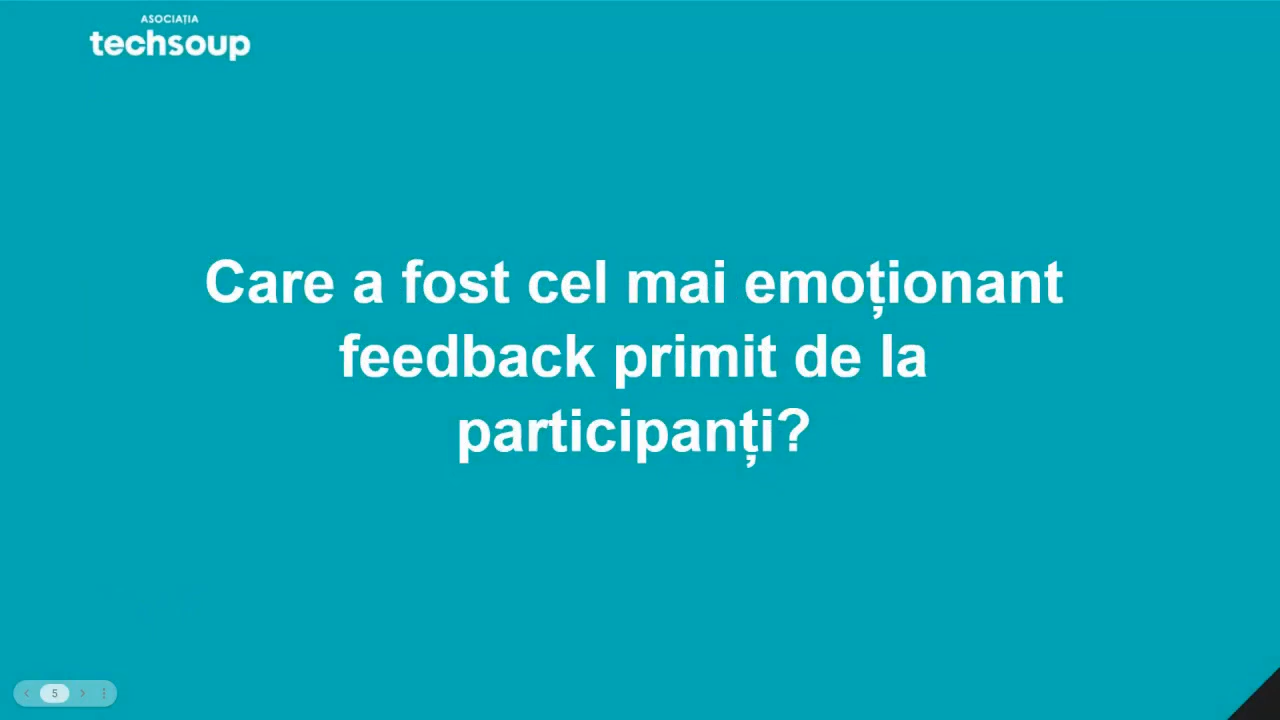 ASOCIAȚIA
techsoup
Care a fost cel mai emoționant
feedback primit de la
participanți?
5